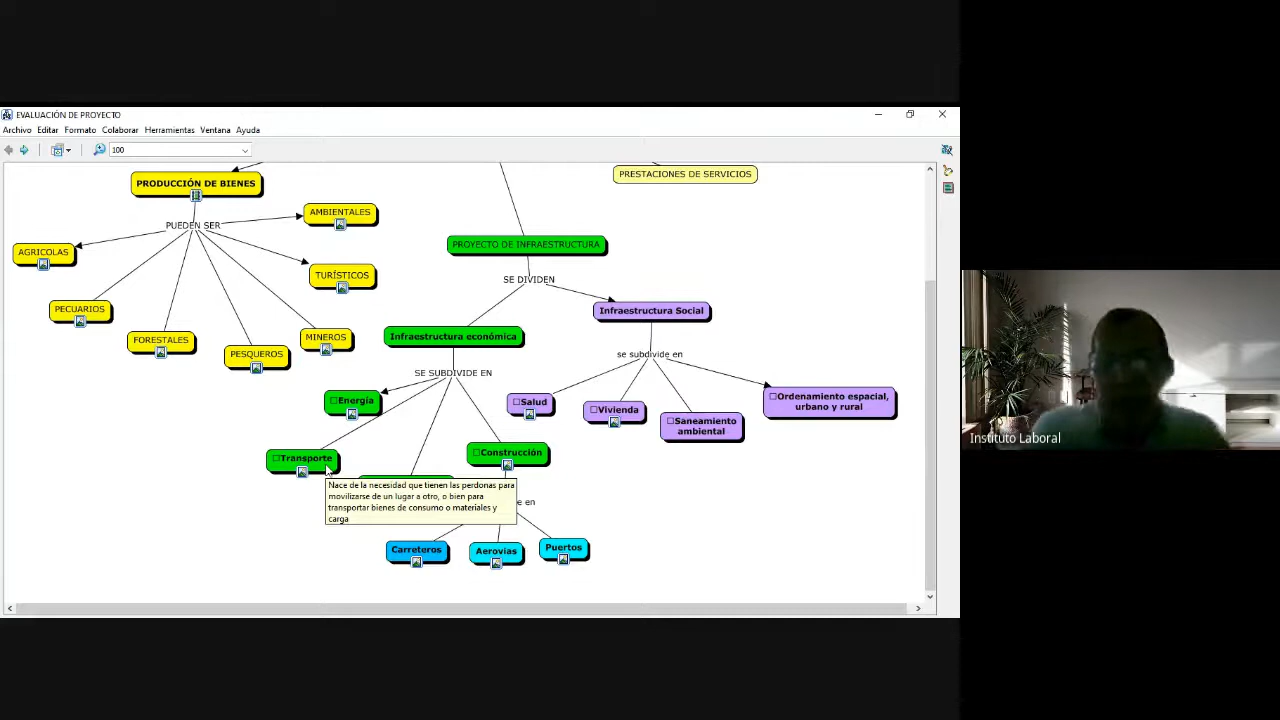 EVALUACIÓN DE PROYECTO
Archivo Editar Formato Colaborar Herramientas Ventana Ayuda
100
PRODUCCIÓN DE BIENES
PRESTACIONES DE SERVICIOS
AMBIENTALES
PUEDEN SER
PROYECTO DE INFRAESTRUCTURA
AGRICOLAS
TURÍSTICOS
SE DIVIDEN
PECUARIOS
Infraestructura Social
FORESTALES
MINEROS
Infraestructura económica
PESQUEROS
se subdivide en
SE SUBDIVIDE EN
Energía
Salud
Vivienda
Ordenamiento espacial,
urbano y rural
Saneamiento
ambiental
Instituto Laboral
Transporte
Construcción
Nace de la necesidad que tienen las perdonas para
movilizarse de un lugar a otro, o bien para
transportar bienes de consumo o materiales y
carga
e en
Carreteros
Aerovías
Puertos